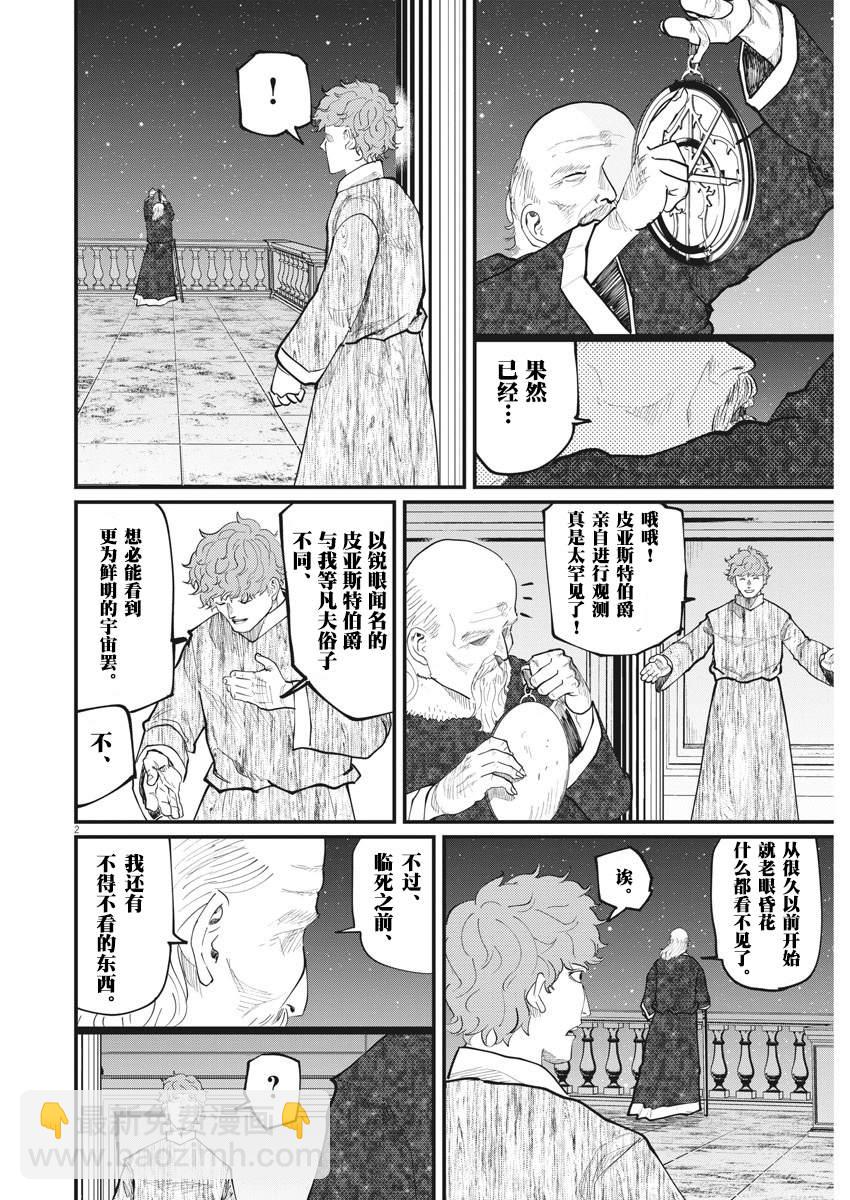 果然
已经…
！
哦哦！
皮亚斯特伯爵
亲自进行观测
真是太罕见了！
以锐眼闻名的
皮亚斯特伯爵
与我等凡夫俗子
不同、
想必能看到
更为鲜明的宇宙罢。
不、
从很久以前开始
就老眼昏花
什么都看不见了。
诶。
不过、
临死之前、
我还有
不得不看的东西。
？
2
👇最新免费漫画👇
www.baozimh.com